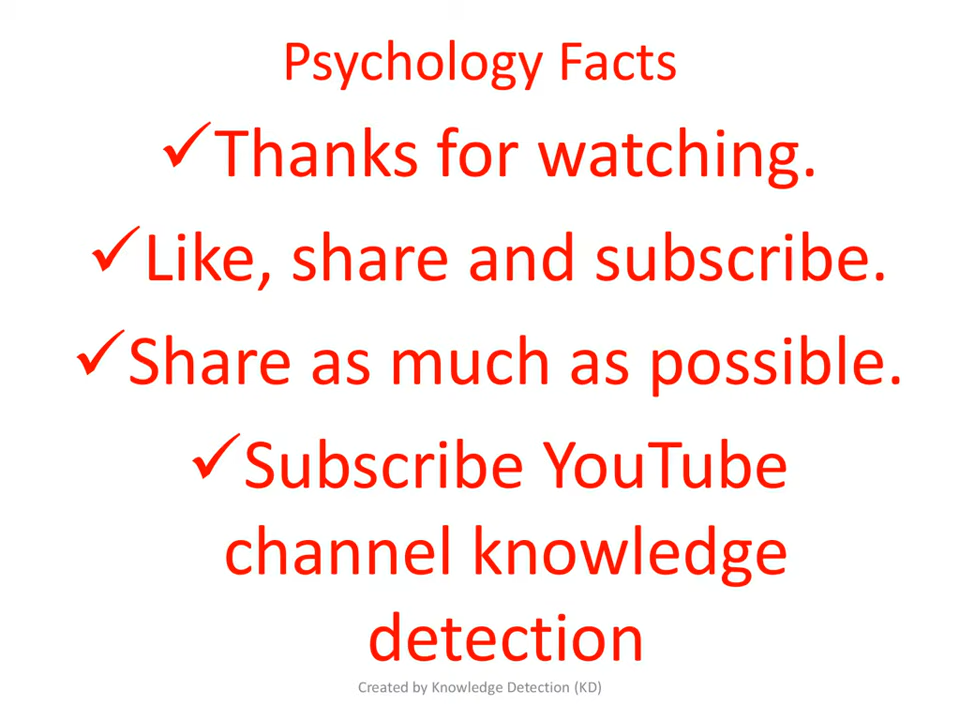 Psychology Facts
✓Thanks for watching.
✓Like, share and subscribe.
✓Share as much as possible.
✓Subscribe YouTube
channel knowledge
detection
Created by Knowledge Detection (KD)